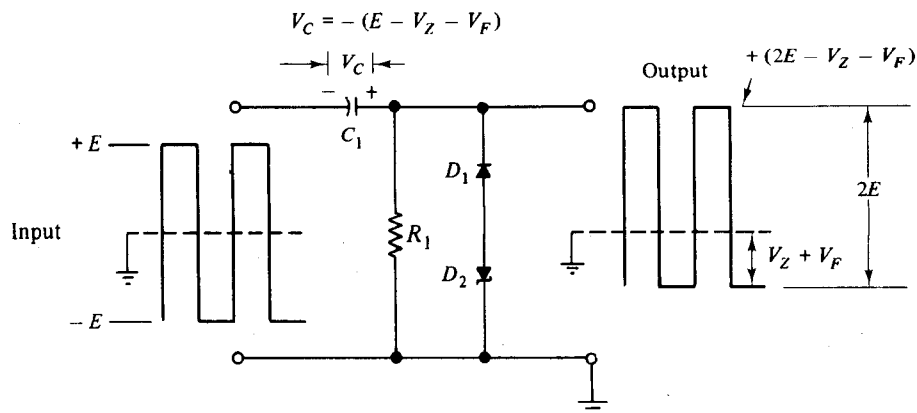 V_C = − (E − V_Z − V_F)
V_C
− +
C_1
Output
+ (2E − V_Z − V_F)
+ E
D_1
2E
Input
R_1
V_Z + V_F
D_2
− E